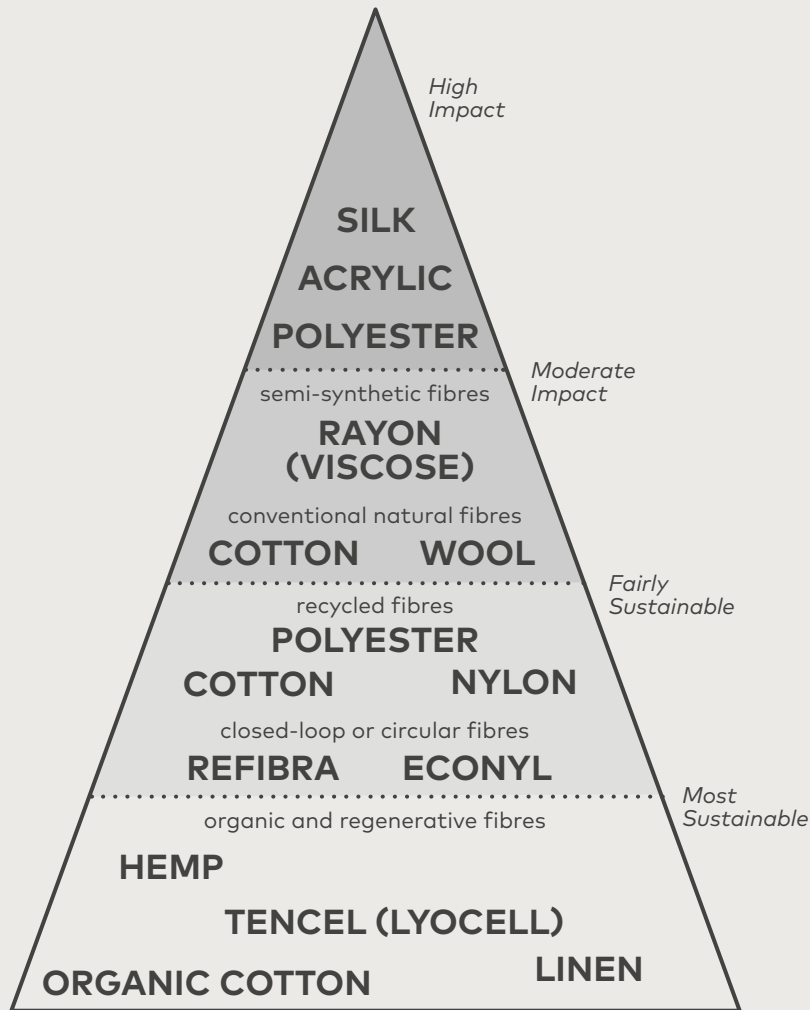 High
Impact
SILK
ACRYLIC
POLYESTER
Moderate
Impact
semi-synthetic fibres
RAYON
(VISCOSE)
conventional natural fibres
COTTON WOOL
Fairly
Sustainable
recycled fibres
POLYESTER
COTTON NYLON
closed-loop or circular fibres
REFIBRA ECONYL
Most
Sustainable
organic and regenerative fibres
HEMP
TENCEL (LYOCELL)
LINEN
ORGANIC COTTON